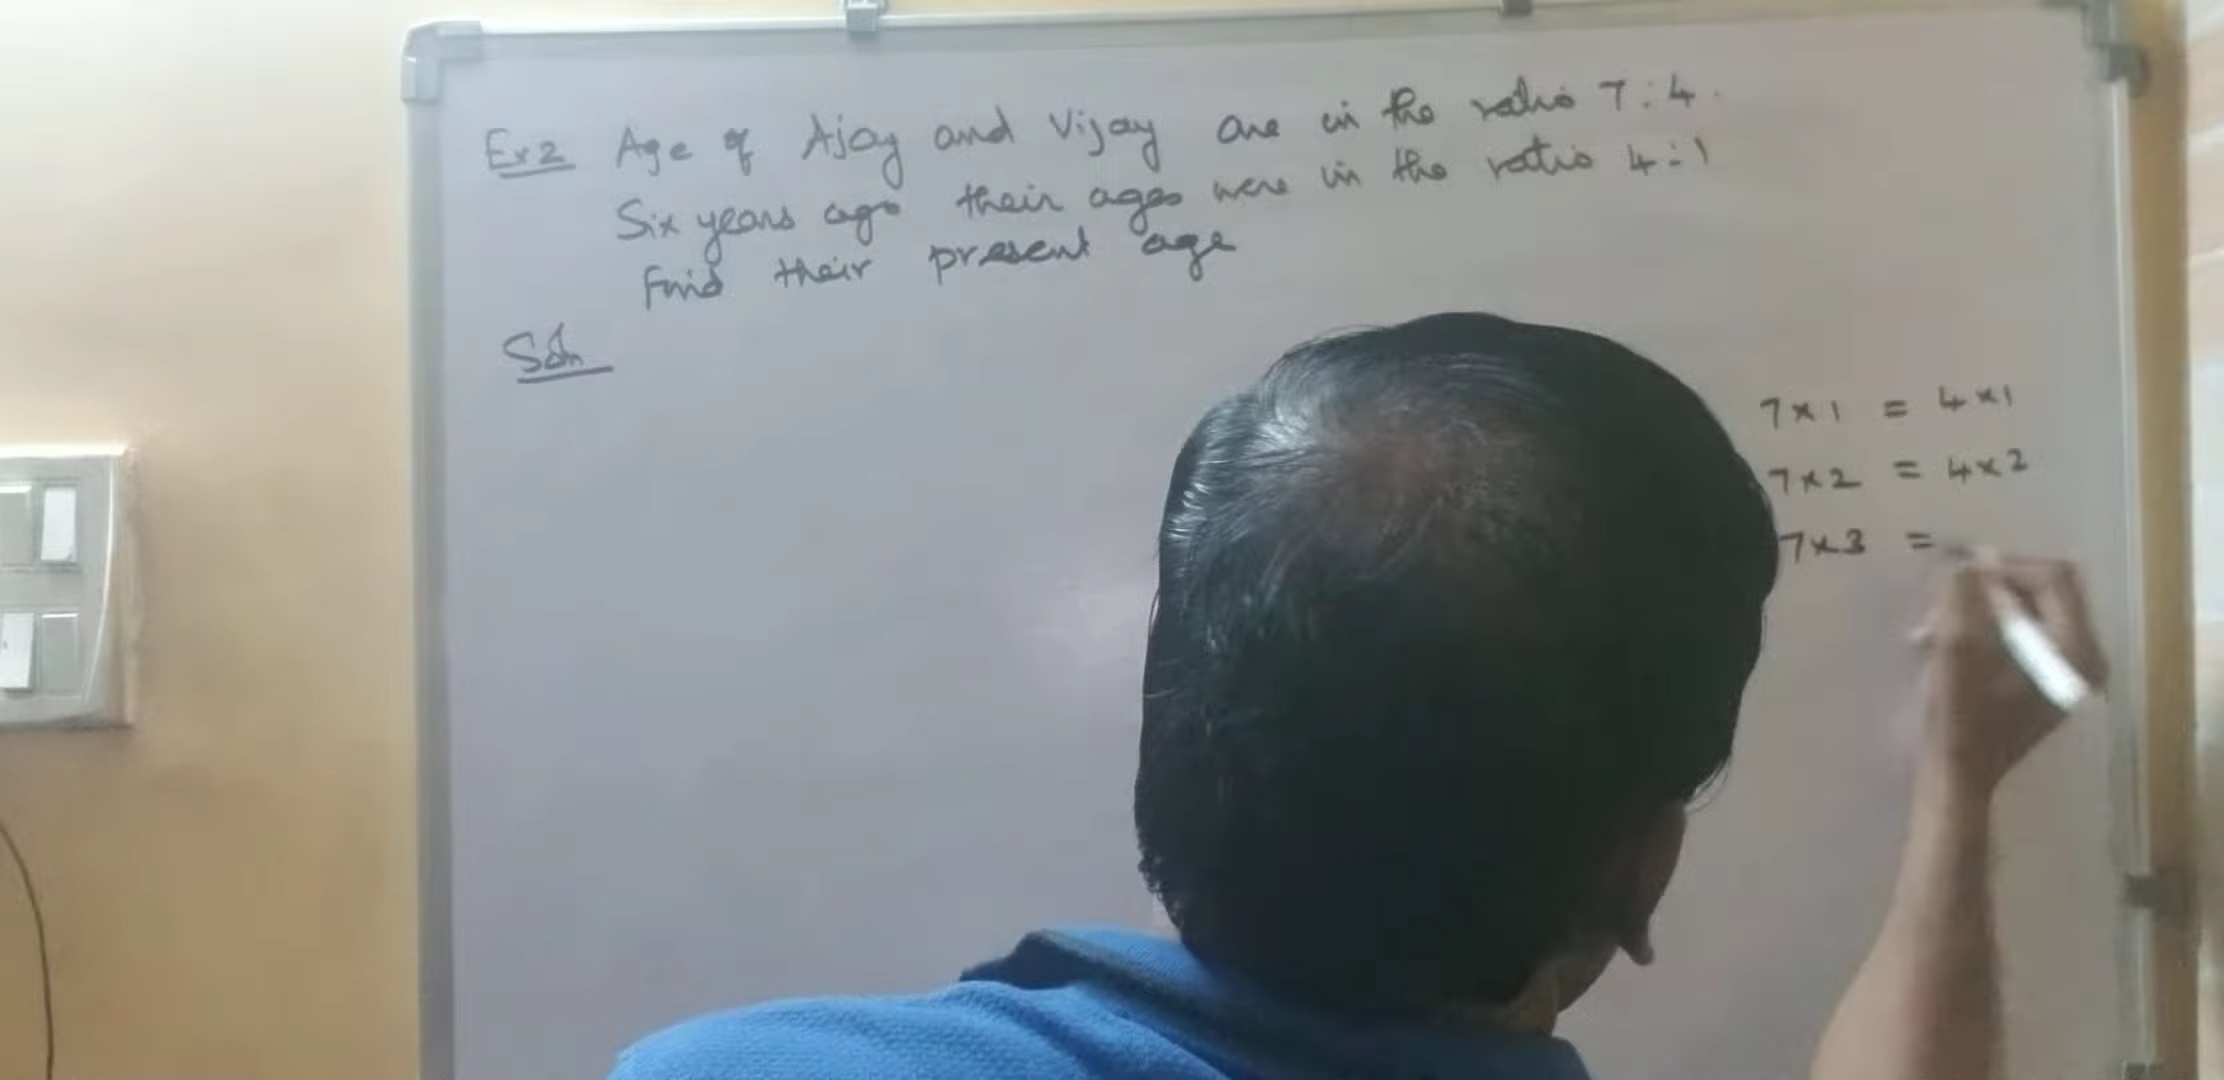 Ex2 Age of Ajay and Vijay are in the ratio 7:4.
Six years ago their ages were in the ratio 4:1
Find their present age
Soln
7×1 = 4×1
7×2 = 4×2
7×3 =